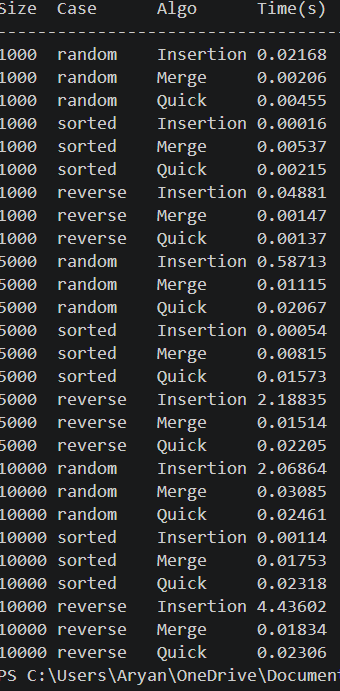 Size  Case    Algo      Time(s)
-----------------------------------
1000  random    Insertion 0.02168
1000  random    Merge     0.00206
1000  random    Quick     0.00455
1000  sorted    Insertion 0.00016
1000  sorted    Merge     0.00537
1000  sorted    Quick     0.00215
1000  reverse   Insertion 0.04881
1000  reverse   Merge     0.00147
1000  reverse   Quick     0.00137
5000  random    Insertion 0.58713
5000  random    Merge     0.01115
5000  random    Quick     0.02067
5000  sorted    Insertion 0.00054
5000  sorted    Merge     0.00815
5000  sorted    Quick     0.01573
5000  reverse   Insertion 2.18835
5000  reverse   Merge     0.01514
5000  reverse   Quick     0.02205
10000 random    Insertion 2.06864
10000 random    Merge     0.03085
10000 random    Quick     0.02461
10000 sorted    Insertion 0.00114
10000 sorted    Merge     0.01753
10000 sorted    Quick     0.02318
10000 reverse   Insertion 4.43602
10000 reverse   Merge     0.01834
10000 reverse   Quick     0.02306
PS C:\Users\Aryan\OneDrive\Document